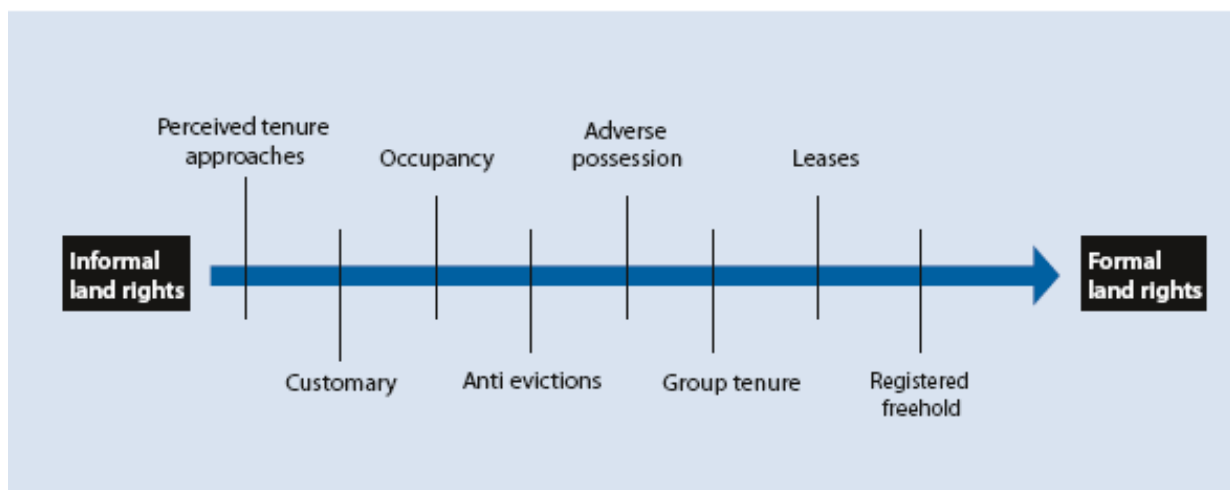 Perceived tenure
approaches
Occupancy
Adverse
possession
Leases
Informal
land rights
Formal
land rights
Customary
Anti evictions
Group tenure
Registered
freehold